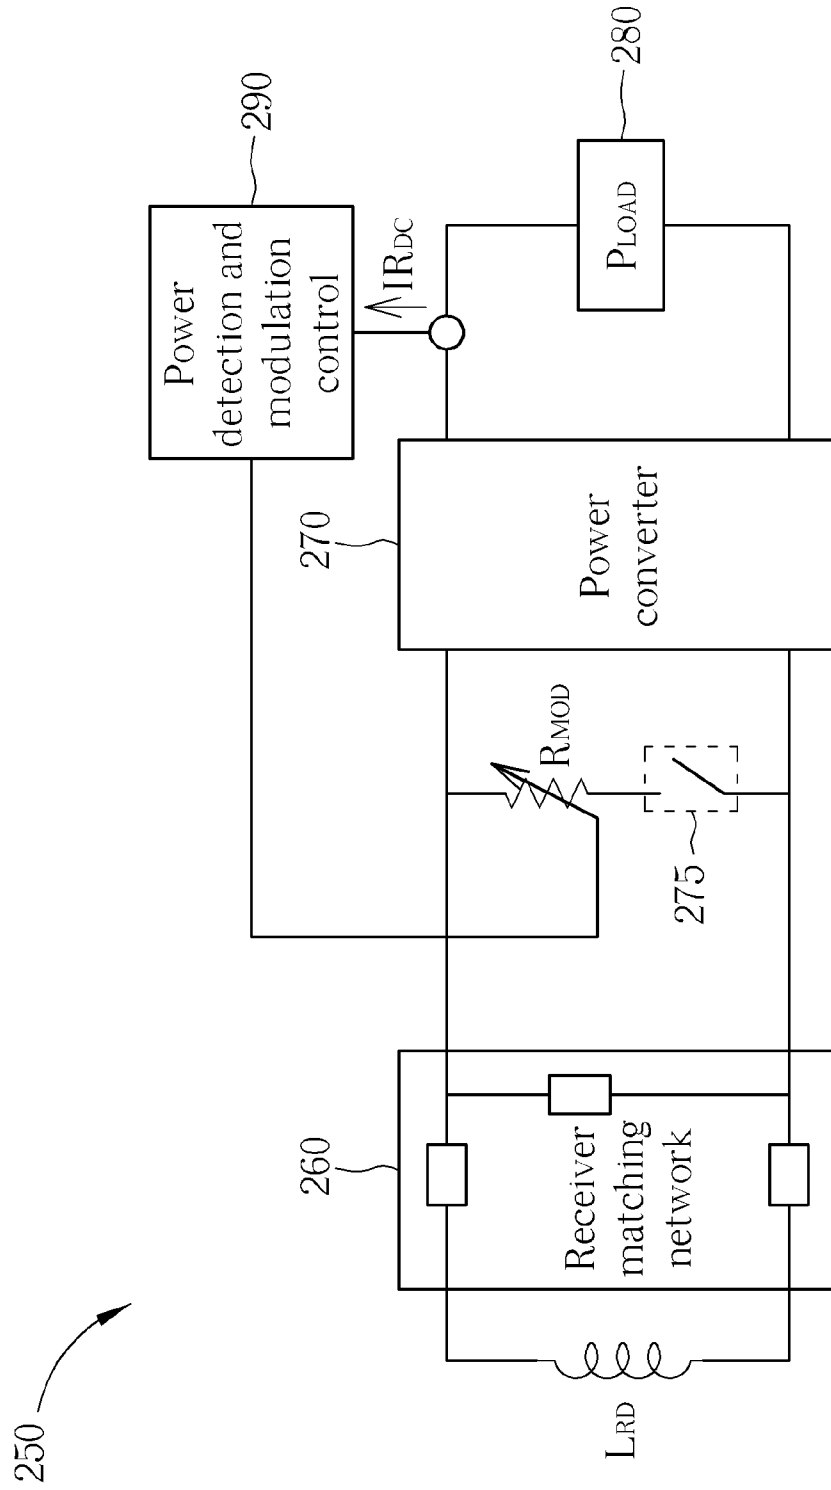 250
LRD
260
Receiver
matching
network
275
RMOD
270
Power
converter
290
Power
detection and
modulation
control
IRDC
280
PLOAD